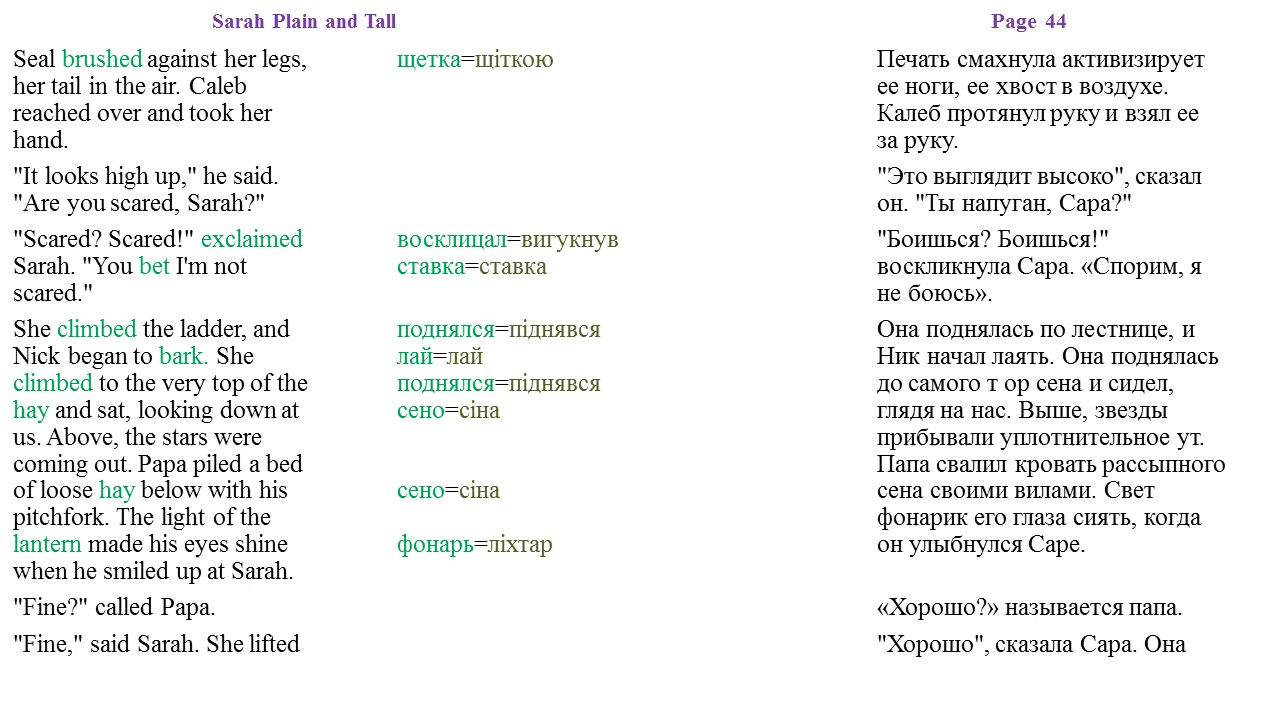 Sarah Plain and Tall
Page 44
Seal brushed against her legs,
her tail in the air. Caleb
reached over and took her
hand.
"It looks high up," he said.
"Are you scared, Sarah?"
"Scared? Scared!" exclaimed
Sarah. "You bet I'm not
scared."
She climbed the ladder, and
Nick began to bark. She
climbed to the very top of the
hay and sat, looking down at
us. Above, the stars were
coming out. Papa piled a bed
of loose hay below with his
pitchfork. The light of the
lantern made his eyes shine
when he smiled up at Sarah.
"Fine?" called Papa.
"Fine," said Sarah. She lifted
щетка=щіткою
восклицал=вигукнув
ставка=ставка
поднялся=піднявся
лай=лай
поднялся=піднявся
сено=сіна
сено=сіна
фонарь=ліхтар
Печать смахнула активизирует
ее ноги, ее хвост в воздухе.
Калеб протянул руку и взял ее
за руку.
"Это выглядит высоко", сказал
он. "Ты напуган, Сара?"
"Боишься? Боишься!"
воскликнула Сара. «Спорим, я
не боюсь».
Она поднялась по лестнице, и
Ник начал лаять. Она поднялась
до самого т ор сена и сидел,
глядя на нас. Выше, звезды
прибывали уплотнительное ут.
Папа свалил кровать рассыпного
сена своими вилами. Свет
фонарик его глаза сиять, когда
он улыбнулся Саре.
«Хорошо?» называется папа.
"Хорошо", сказала Сара. Она